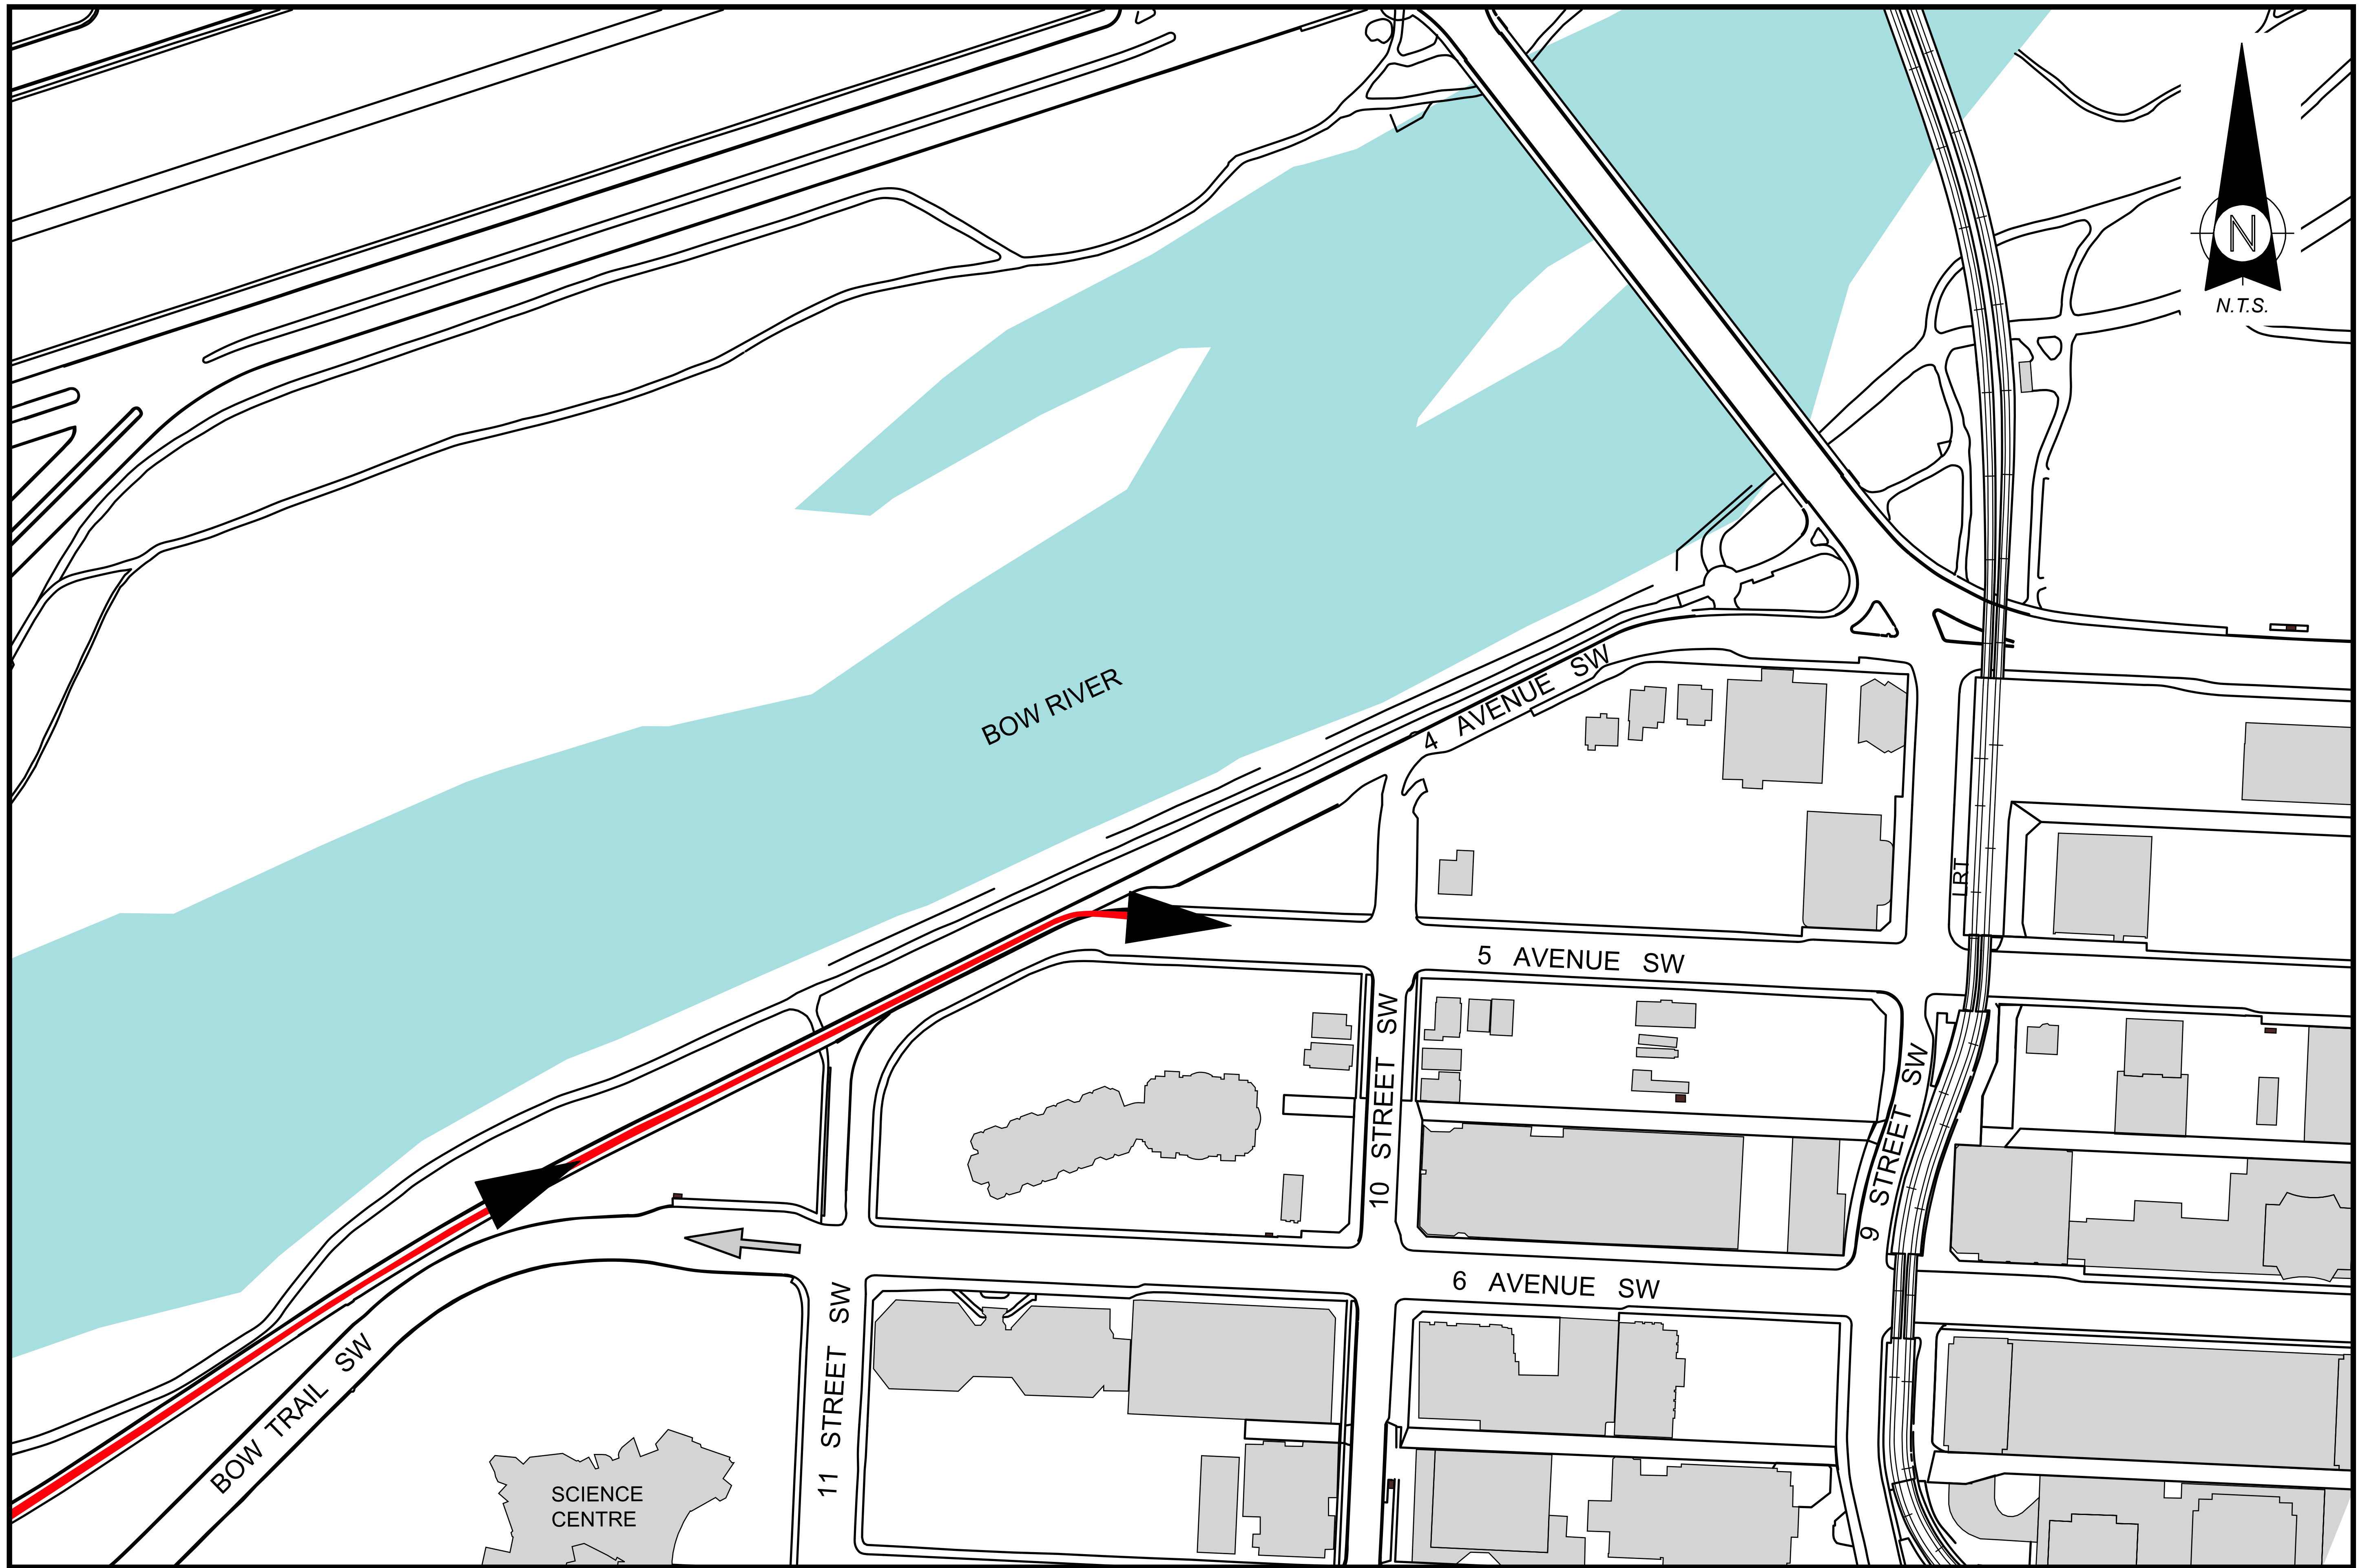 N
N.T.S.
BOW RIVER
4 AVENUE SW
LRT
5 AVENUE SW
10 STREET SW
9 STREET SW
6 AVENUE SW
11 STREET SW
BOW TRAIL SW
SCIENCE
CENTRE